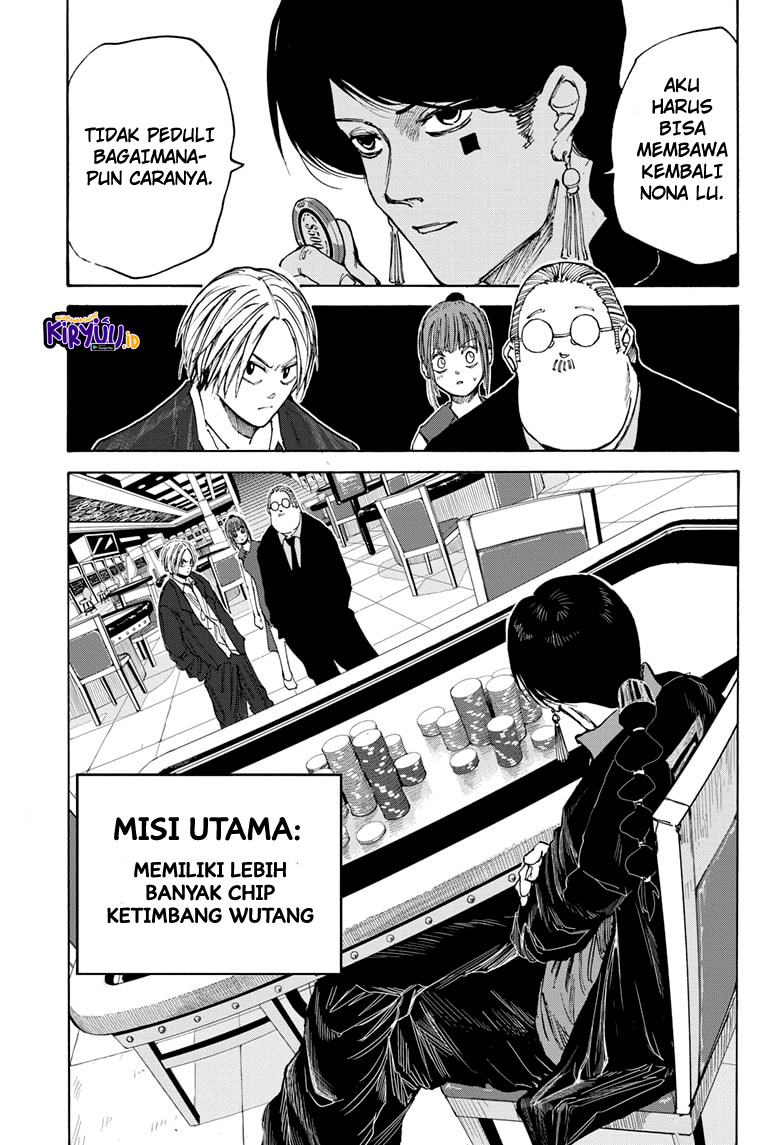 AKU
HARUS
BISA
MEMBAWA
KEMBALI
NONA LU.
TIDAK PEDULI
BAGAIMANA-
PUN CARANYA.
KIRYUU.ID
MISI UTAMA:
MEMILIKI LEBIH
BANYAK CHIP
KETIMBANG WUTANG